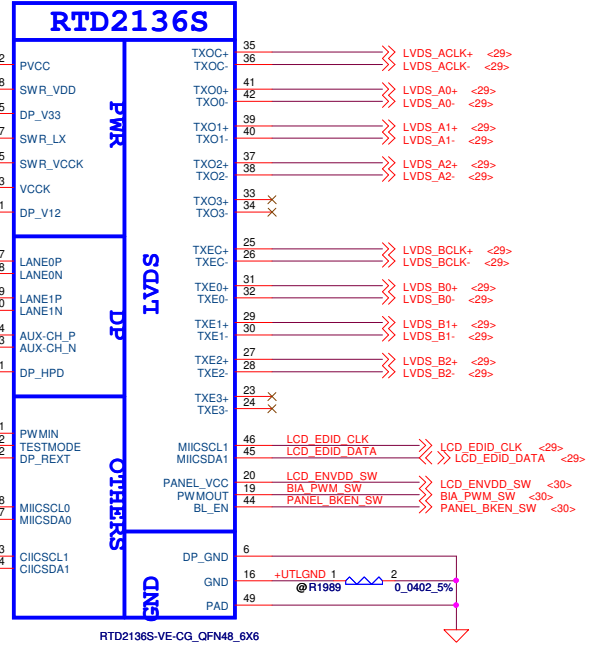 RTD2136S
PVCC
SWR_VDD
DP_V33
SWR_LX
SWR_VCCK
VCCK
DP_V12
PWR
LANE0P
LANE0N
LANE1P
LANE1N
AUX-CH_P
AUX-CH_N
DP_HPD
DP
PWMIN
TESTMODE
DP_REXT
MIICSCL0
MIICSDA0
CIICSCL1
CIICSDA1
OTHERS
LVDS
TXOC+ 35 LVDS_ACLK+ <29>
TXOC- 36 LVDS_ACLK- <29>
TXO0+ 41 LVDS_A0+ <29>
TXO0- 42 LVDS_A0- <29>
TXO1+ 39 LVDS_A1+ <29>
TXO1- 40 LVDS_A1- <29>
TXO2+ 37 LVDS_A2+ <29>
TXO2- 38 LVDS_A2- <29>
TXO3+ 33
TXO3- 34
TXEC+ 25 LVDS_BCLK+ <29>
TXEC- 26 LVDS_BCLK- <29>
TXE0+ 31 LVDS_B0+ <29>
TXE0- 32 LVDS_B0- <29>
TXE1+ 29 LVDS_B1+ <29>
TXE1- 30 LVDS_B1- <29>
TXE2+ 27 LVDS_B2+ <29>
TXE2- 28 LVDS_B2- <29>
TXE3+ 23
TXE3- 24
MIICSCL1 46 LCD_EDID_CLK LCD_EDID_CLK <29>
MIICSDA1 45 LCD_EDID_DATA LCD_EDID_DATA <29>
PANEL_VCC 20 LCD_ENVDD_SW LCD_ENVDD_SW <30>
PWMOUT 19 BIA_PWM_SW BIA_PWM_SW <30>
BL_EN 44 PANEL_BKEN_SW PANEL_BKEN_SW <30>
GND
DP_GND 6
GND 16 +UTLGND 1 2
@R1989 0_0402_5%
PAD 49
RTD2136S-VE-CG_QFN48_6X6